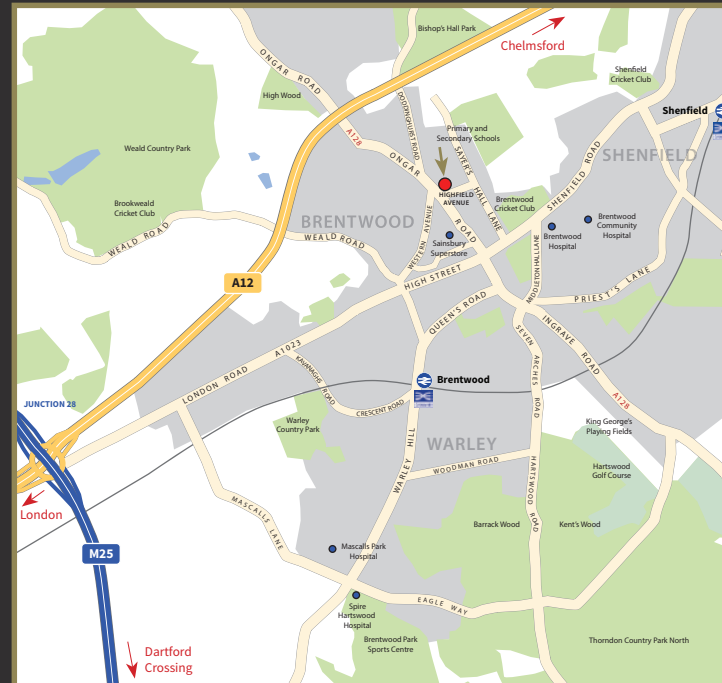 Bishop's Hall Park
Chelmsford
ONGAR ROAD
Shenfield
Cricket Club
High Wood
DODDINGHURST ROAD
Shenfield
A128
Primary and
Secondary Schools
SHENFIELD
Weald Country Park
ONGAR
SAYER'S
HALL LANE
SHENFIELD ROAD
HIGHFIELD
AVENUE
Brookweald
Cricket Club
Brentwood
Cricket Club
BRENTWOOD
WESTERN AVENUE
ROAD
Brentwood
Community
Hospital
WEALD ROAD
WEALD ROAD
Sainsbury
Superstore
Brentwood
Hospital
MIDDLETON HALL LANE
HIGH STREET
PRIEST'S LANE
A12
QUEEN'S ROAD
INGRAVE ROAD
SEVEN
ARCHES
ROAD
A1023
LONDON ROAD
KAVANAGHS ROAD
Brentwood
A128
JUNCTION 28
CRESCENT ROAD
Warley
Country Park
King George's
Playing Fields
WARLEY
WARLEY HILL
WOODMAN ROAD
HARTSWOOD ROAD
Hartswood
Golf Course
London
MASCALLS LANE
Barrack Wood
Kent's Wood
M25
Mascalls Park
Hospital
EAGLE WAY
Spire
Hartswood
Hospital
Brentwood Park
Sports Centre
Thorndon Country Park North
Dartford
Crossing